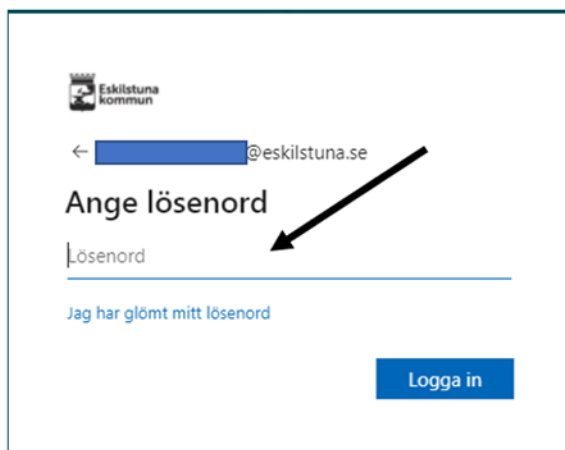 Eskilstuna
kommun
← @eskilstuna.se
Ange lösenord
Lösenord
Jag har glömt mitt lösenord
Logga in